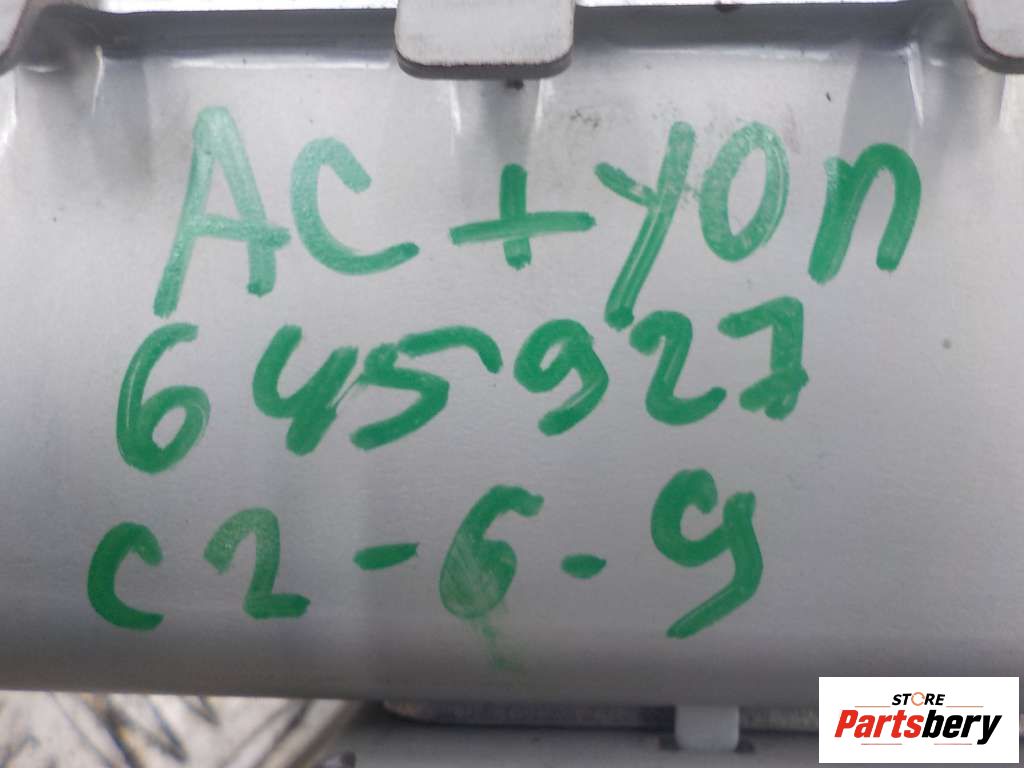 AC+yon
645927
C2-6-9
STORE
Partsbery